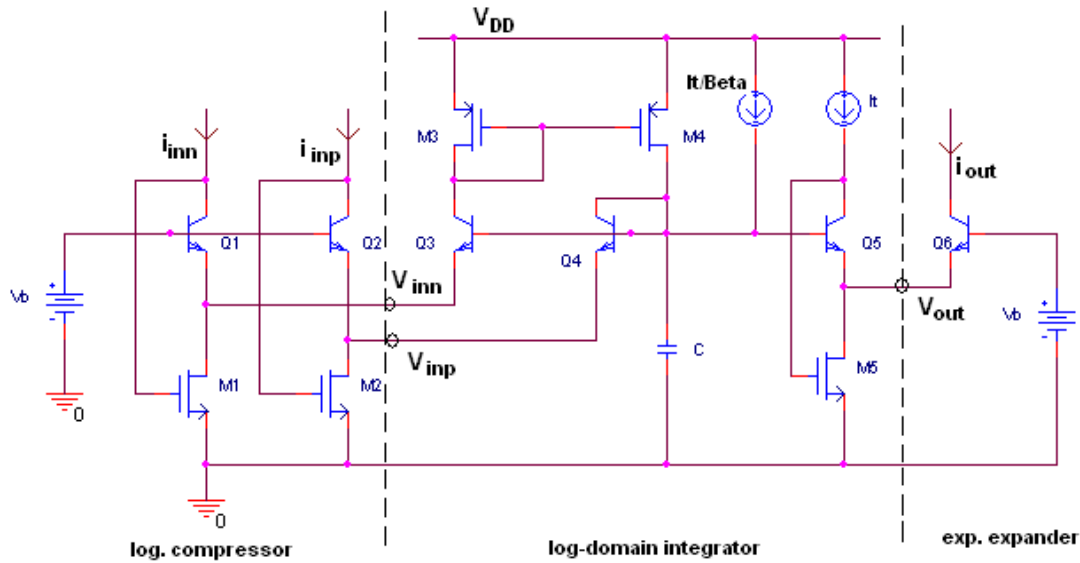 V_DD
It/Beta
It
i_inn
i_inp
M3
M4
i_out
Q1
Q2
Q3
Q4
Q5
Q6
Vb
+
-
V_inn
V_inp
V_out
Vb
+
-
C
M1
M2
M5
0
0
log. compressor
log-domain integrator
exp. expander